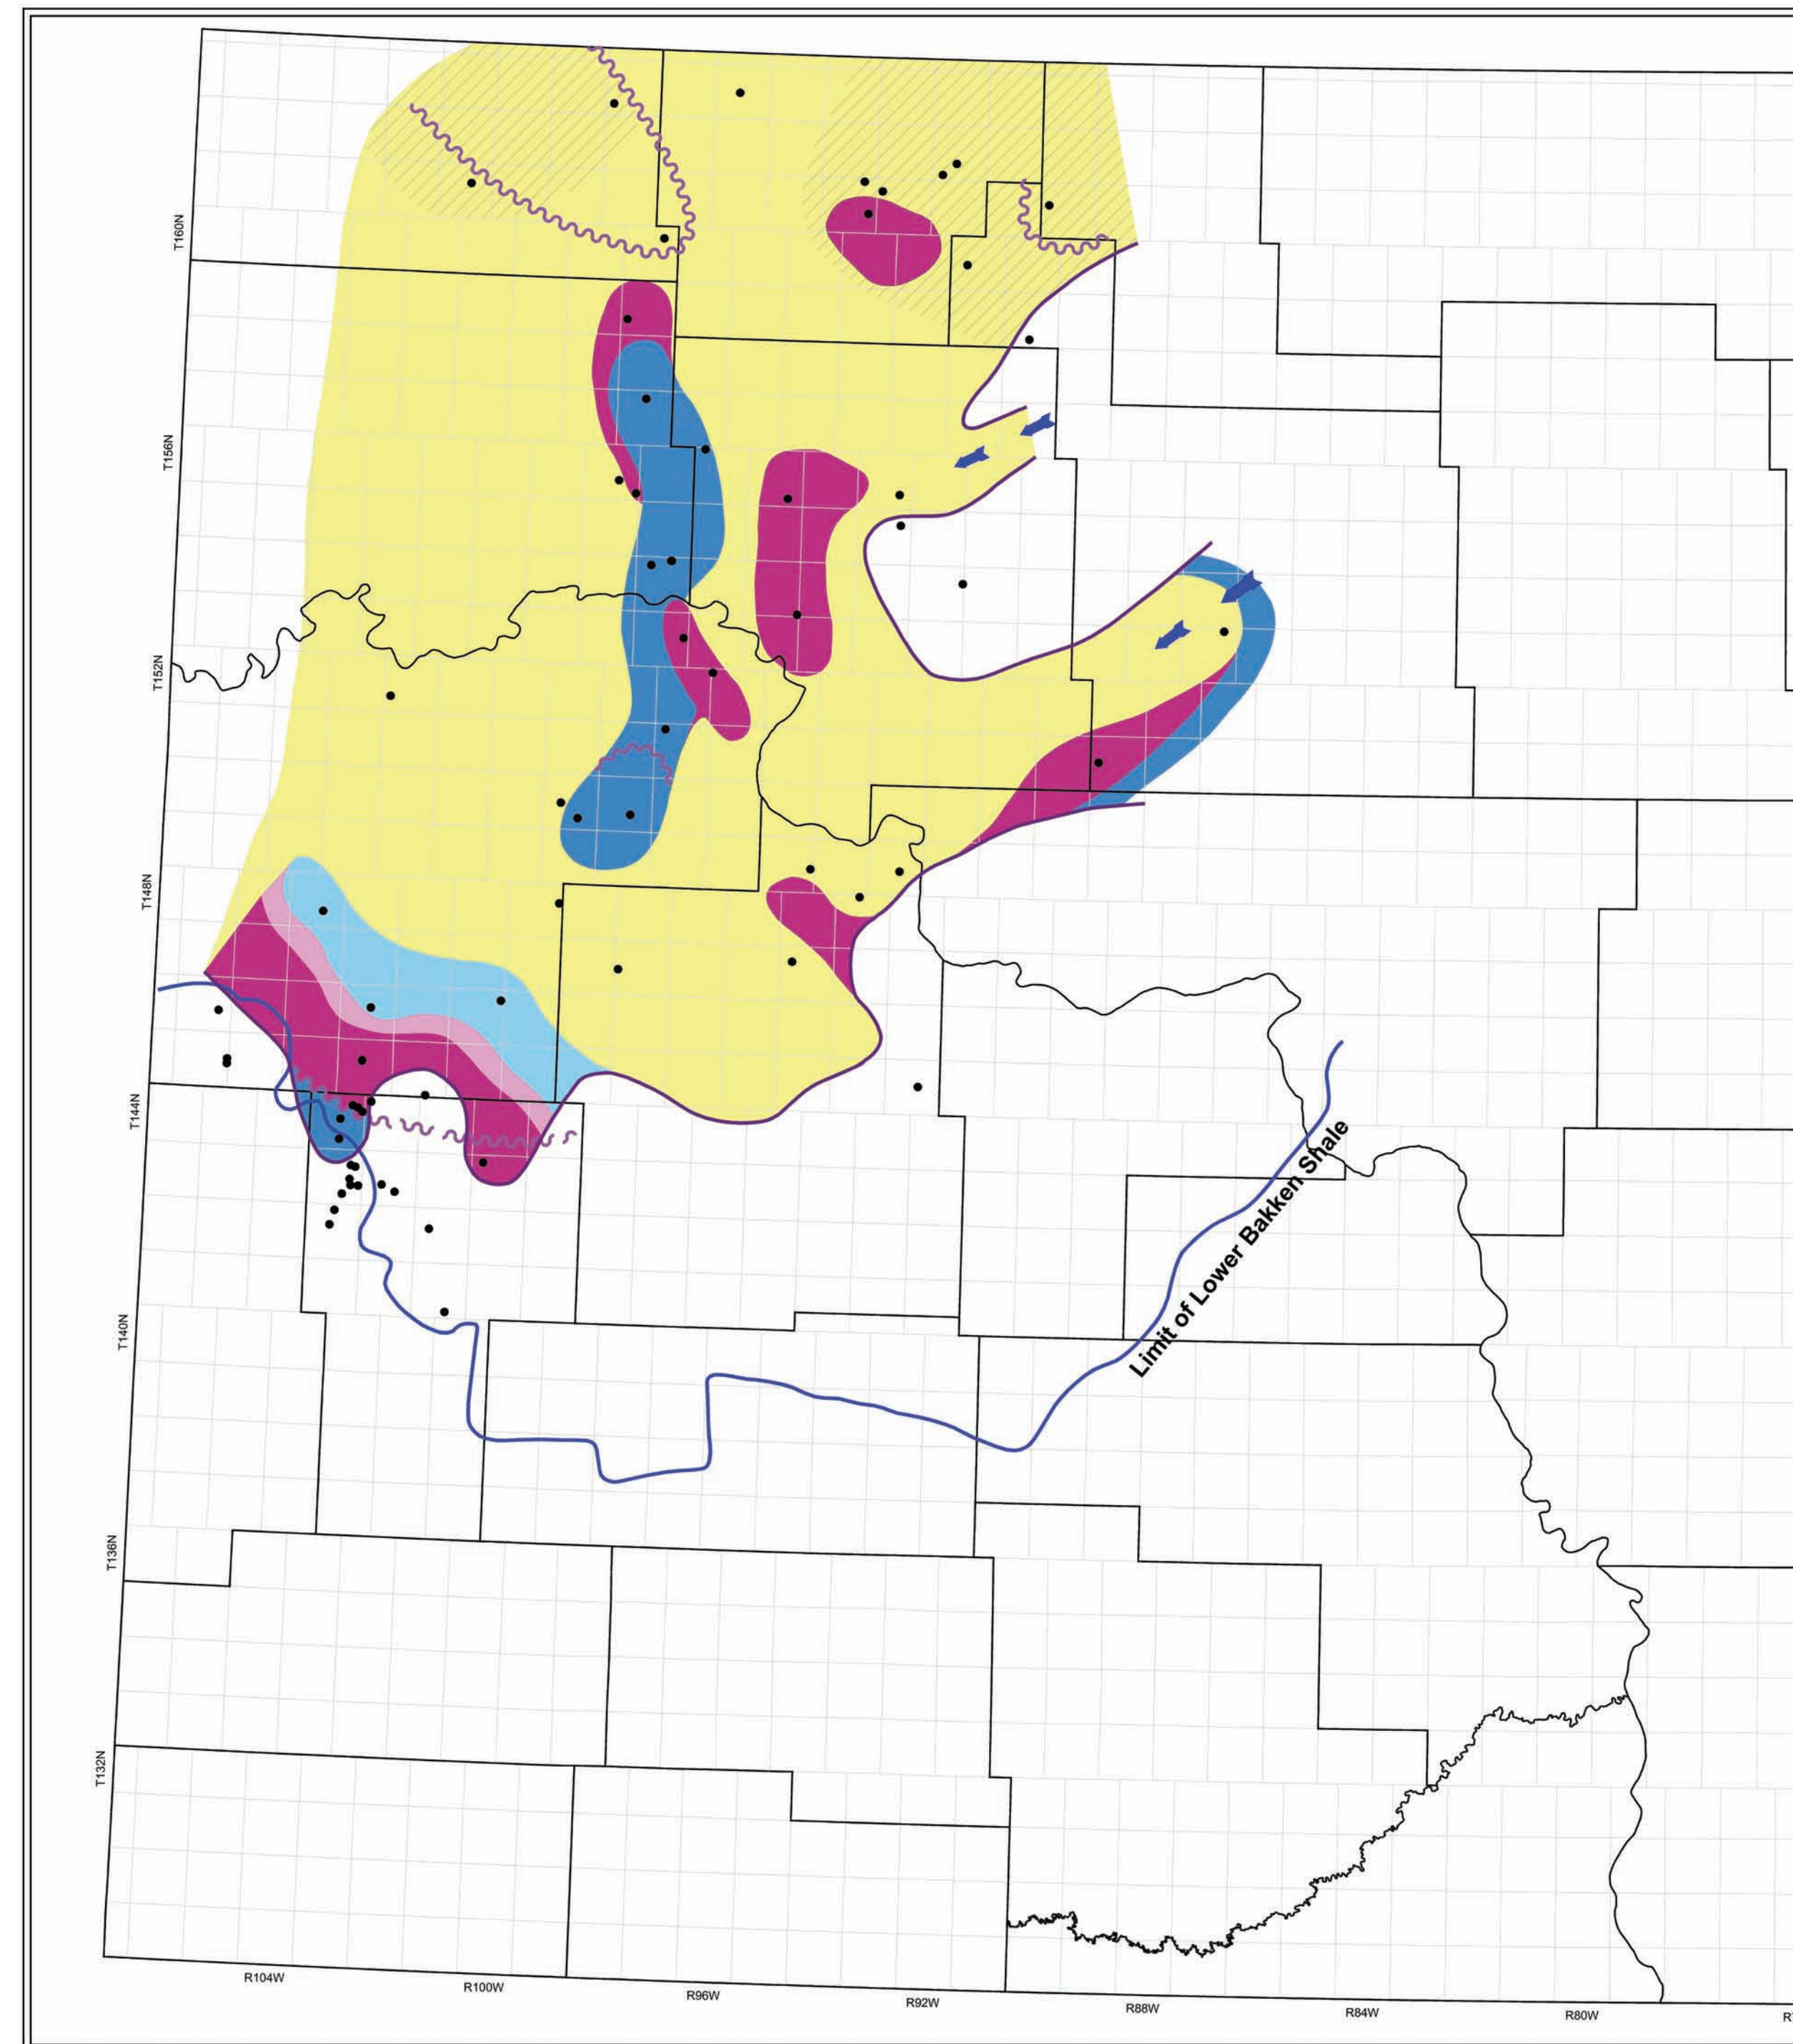 T160N
T156N
T152N
T148N
T144N
Limit of Lower Bakken Shale
T140N
T136N
T132N
R104W
R100W
R96W
R92W
R88W
R84W
R80W